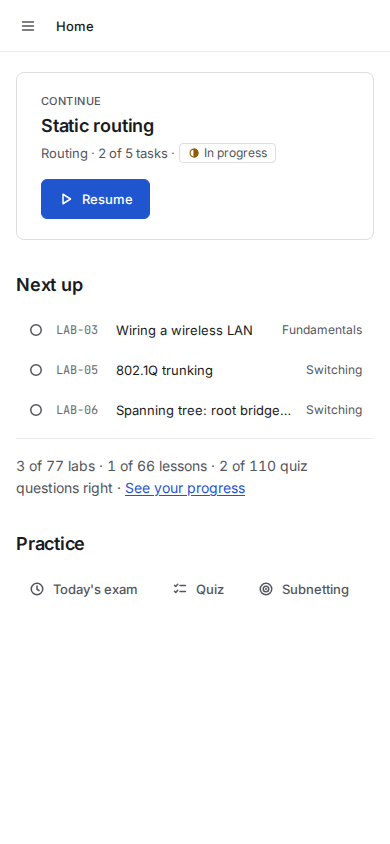 Home
CONTINUE
Static routing
Routing · 2 of 5 tasks · In progress
Resume
Next up
LAB-03 Wiring a wireless LAN Fundamentals
LAB-05 802.1Q trunking Switching
LAB-06 Spanning tree: root bridge... Switching
3 of 77 labs · 1 of 66 lessons · 2 of 110 quiz
questions right · See your progress
Practice
Today's exam Quiz Subnetting